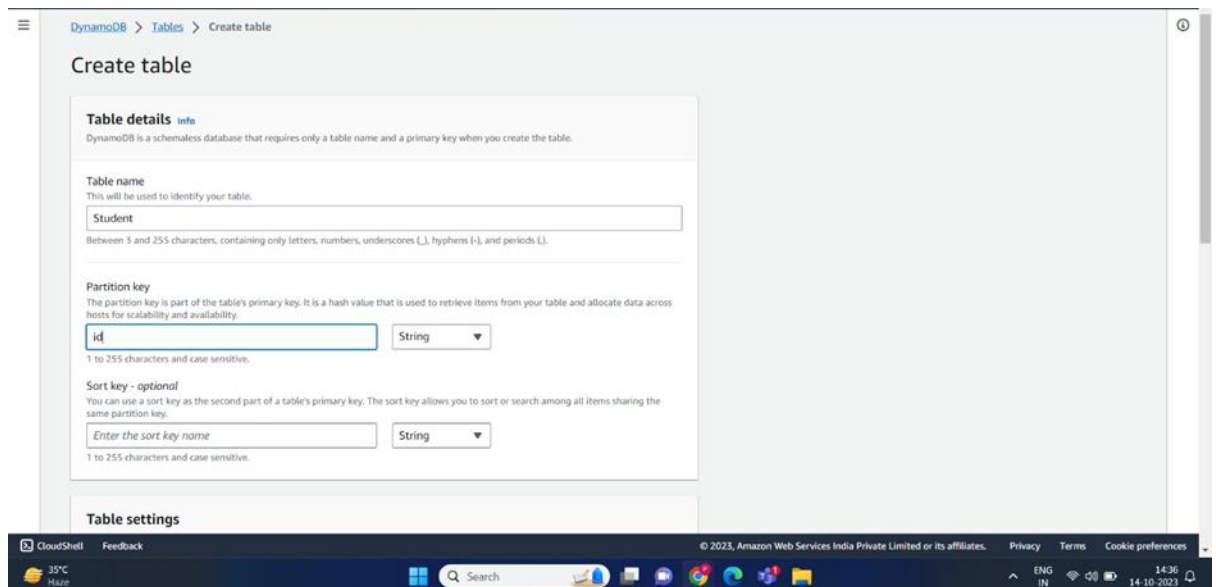 DynamoDB > Tables > Create table
Create table
Table details Info
DynamoDB is a schemaless database that requires only a table name and a primary key when you create the table.
Table name
This will be used to identify your table.
Student
Between 3 and 255 characters, containing only letters, numbers, underscores (_), hyphens (-), and periods (.).
Partition key
The partition key is part of the table's primary key. It is a hash value that is used to retrieve items from your table and allocate data across
hosts for scalability and availability.
id String
1 to 255 characters and case sensitive.
Sort key - optional
You can use a sort key as the second part of a table's primary key. The sort key allows you to sort or search among all items sharing the
same partition key.
Enter the sort key name String
1 to 255 characters and case sensitive.
Table settings
CloudShell Feedback © 2023, Amazon Web Services India Private Limited or its affiliates. Privacy Terms Cookie preferences
35°C Search ENG 14:36
Haze IN 14-10-2023